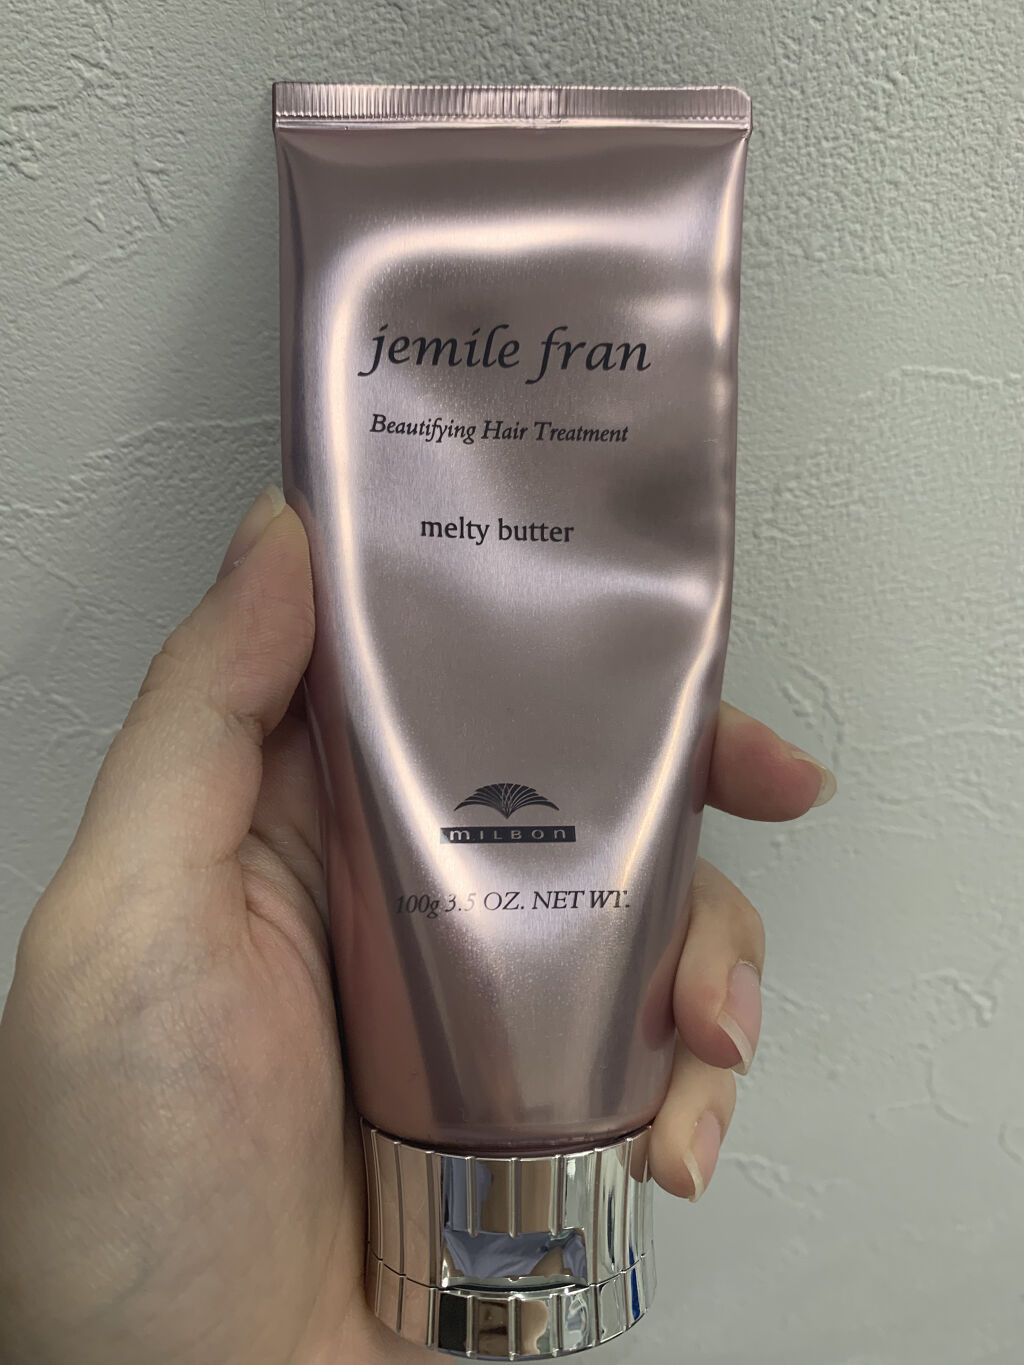 jemile fran
Beautifying Hair Treatment
melty butter
MILBON
100g 3.5 OZ. NET WT.